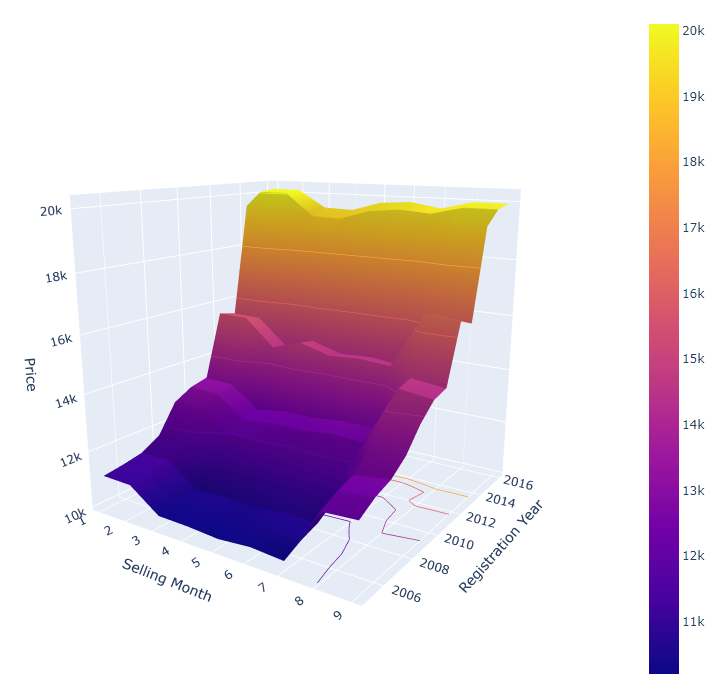 20k
18k
16k
14k
12k
10k
Price
1
2
3
4
5
6
7
8
9
Selling Month
2006
2008
2010
2012
2014
2016
Registration Year
20k
19k
18k
17k
16k
15k
14k
13k
12k
11k